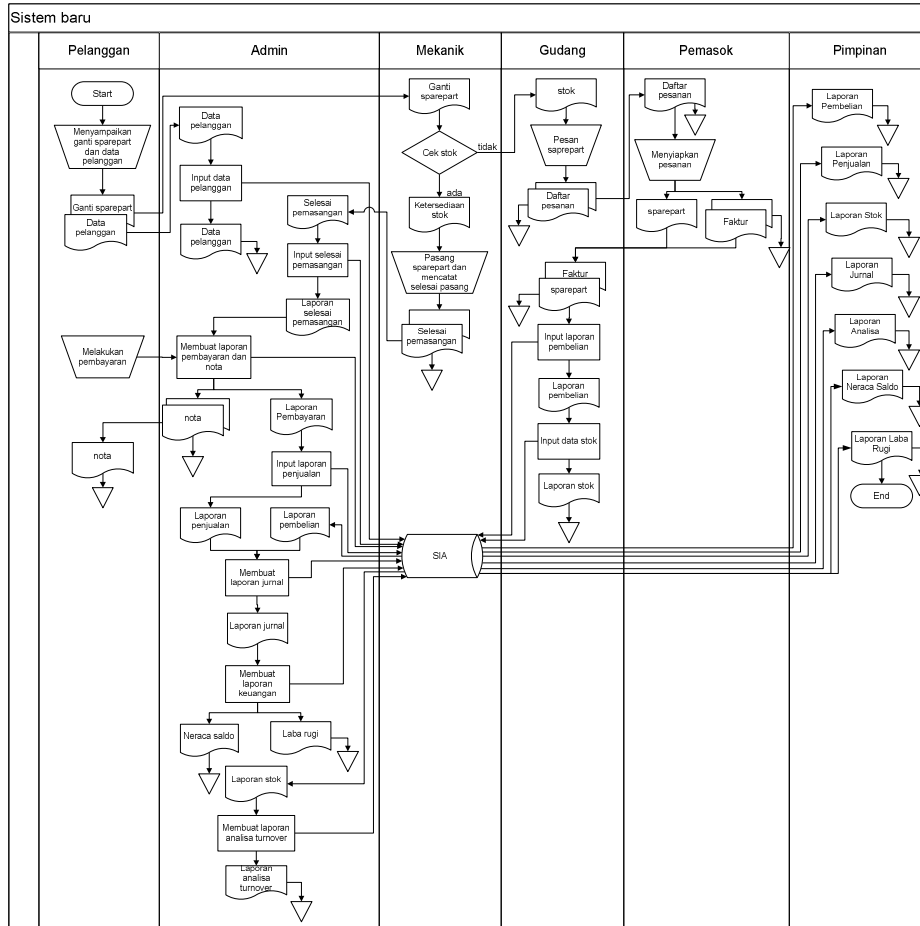 Sistem baru
Pelanggan
Admin
Mekanik
Gudang
Pemasok
Pimpinan
Start
Menyampaikan
ganti sparepart
dan data
pelanggan
Ganti sparepart
Data
pelanggan
Melakukan
pembayaran
nota
Data
pelanggan
Input data
pelanggan
Data
pelanggan
Selesai
pemasangan
Input selesai
pemasangan
Laporan
selesai
pemasangan
Membuat laporan
pembayaran dan
nota
nota
Laporan
Pembayaran
Input laporan
penjualan
Laporan
penjualan
Laporan
pembelian
Membuat
laporan jurnal
Laporan jurnal
Membuat
laporan
keuangan
Neraca saldo
Laba rugi
Laporan stok
Membuat laporan
analisa turnover
Laporan
analisa
turnover
Ganti
sparepart
Cek stok
tidak
ada
Ketersediaan
stok
Pasang
sparepart dan
mencatat
selesai pasang
Selesai
pemasangan
SIA
stok
Pesan
saprepart
Daftar
pesanan
Faktur
sparepart
Input laporan
pembelian
Laporan
pembelian
Input data stok
Laporan stok
Daftar
pesanan
Menyiapkan
pesanan
sparepart
Faktur
Laporan
Pembelian
Laporan
Penjualan
Laporan Stok
Laporan
Jurnal
Laporan
Analisa
Laporan
Neraca Saldo
Laporan Laba
Rugi
End